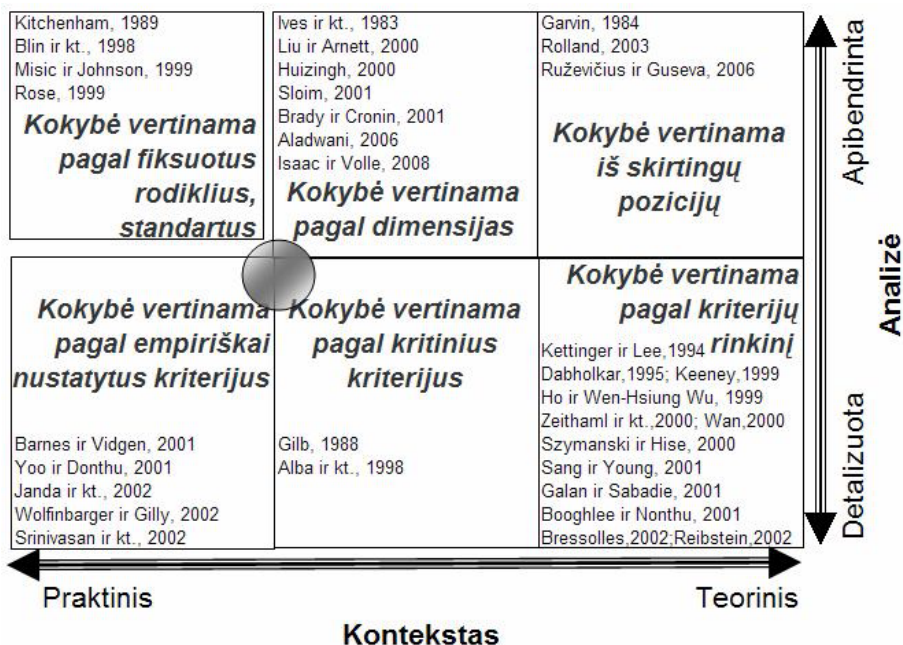 Kitchenham, 1989
Blin ir kt., 1998
Misic ir Johnson, 1999
Rose, 1999
Kokybė vertinama
pagal fiksuotus
rodiklius,
standartus
Ives ir kt., 1983
Liu ir Arnett, 2000
Huizingh, 2000
Sloim, 2001
Brady ir Cronin, 2001
Aladwani, 2006
Isaac ir Volle, 2008
Kokybė vertinama
pagal dimensijas
Garvin, 1984
Rolland, 2003
Ruževičius ir Guseva, 2006
Kokybė vertinama
iš skirtingų
pozicijų
Kokybė vertinama
pagal empiriškai
nustatytus kriterijus
Barnes ir Vidgen, 2001
Yoo ir Donthu, 2001
Janda ir kt., 2002
Wolfinbarger ir Gilly, 2002
Srinivasan ir kt., 2002
Kokybė vertinama
pagal kritinius
kriterijus
Gilb, 1988
Alba ir kt., 1998
Kokybė vertinama
pagal kriterijų
rinkinį
Kettinger ir Lee,1994
Dabholkar,1995; Keeney,1999
Ho ir Wen-Hsiung Wu, 1999
Zeithaml ir kt.,2000; Wan,2000
Szymanski ir Hise, 2000
Sang ir Young, 2001
Galan ir Sabadie, 2001
Booghlee ir Nonthu, 2001
Bressolles,2002;Reibstein,2002
Apibendrinta
Analizė
Detalizuota
Praktinis
Teorinis
Kontekstas